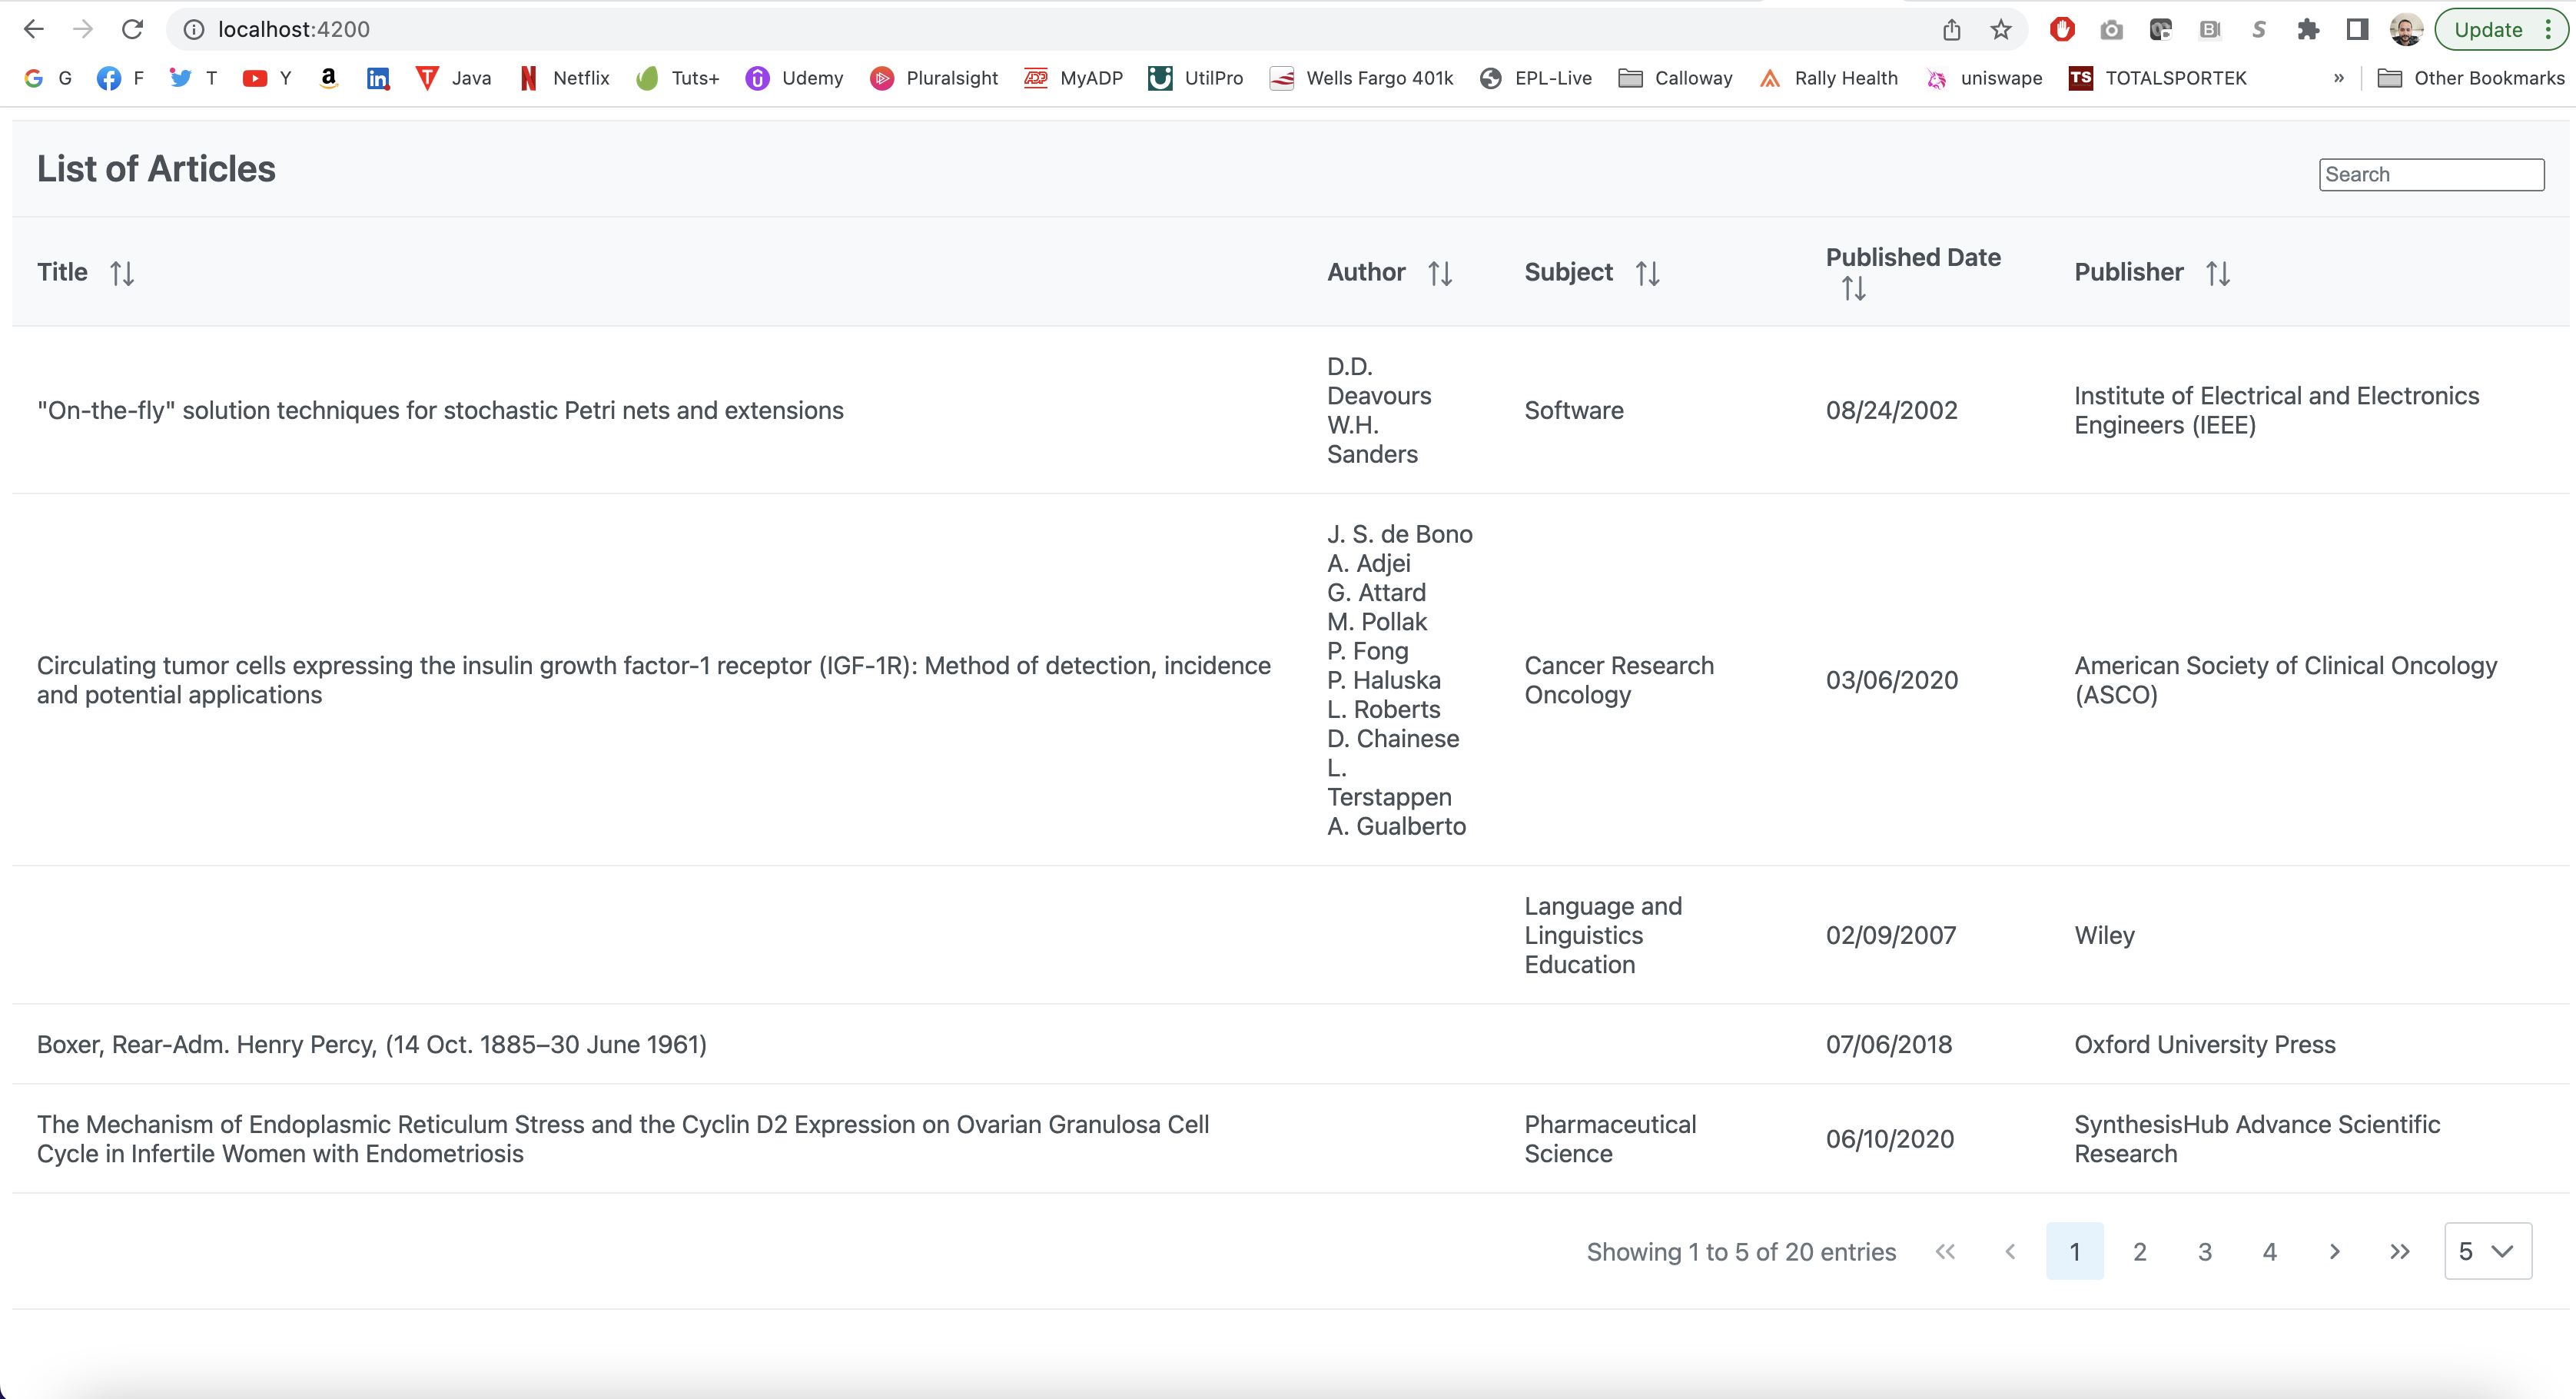 localhost:4200
Update
G F T Y Java Netflix Tuts+ Udemy Pluralsight MyADP UtilPro Wells Fargo 401k EPL-Live Calloway Rally Health uniswape TS TOTALSPORTEK » Other Bookmarks
List of Articles
Search
Title Author Subject Published Date Publisher
"On-the-fly" solution techniques for stochastic Petri nets and extensions
D.D.
Deavours
W.H.
Sanders
Software
08/24/2002
Institute of Electrical and Electronics
Engineers (IEEE)
Circulating tumor cells expressing the insulin growth factor-1 receptor (IGF-1R): Method of detection, incidence
and potential applications
J. S. de Bono
A. Adjei
G. Attard
M. Pollak
P. Fong
P. Haluska
L. Roberts
D. Chainese
L.
Terstappen
A. Gualberto
Cancer Research
Oncology
03/06/2020
American Society of Clinical Oncology
(ASCO)
Language and
Linguistics
Education
02/09/2007
Wiley
Boxer, Rear-Adm. Henry Percy, (14 Oct. 1885–30 June 1961)
07/06/2018
Oxford University Press
The Mechanism of Endoplasmic Reticulum Stress and the Cyclin D2 Expression on Ovarian Granulosa Cell
Cycle in Infertile Women with Endometriosis
Pharmaceutical
Science
06/10/2020
SynthesisHub Advance Scientific
Research
Showing 1 to 5 of 20 entries << < 1 2 3 4 > >> 5